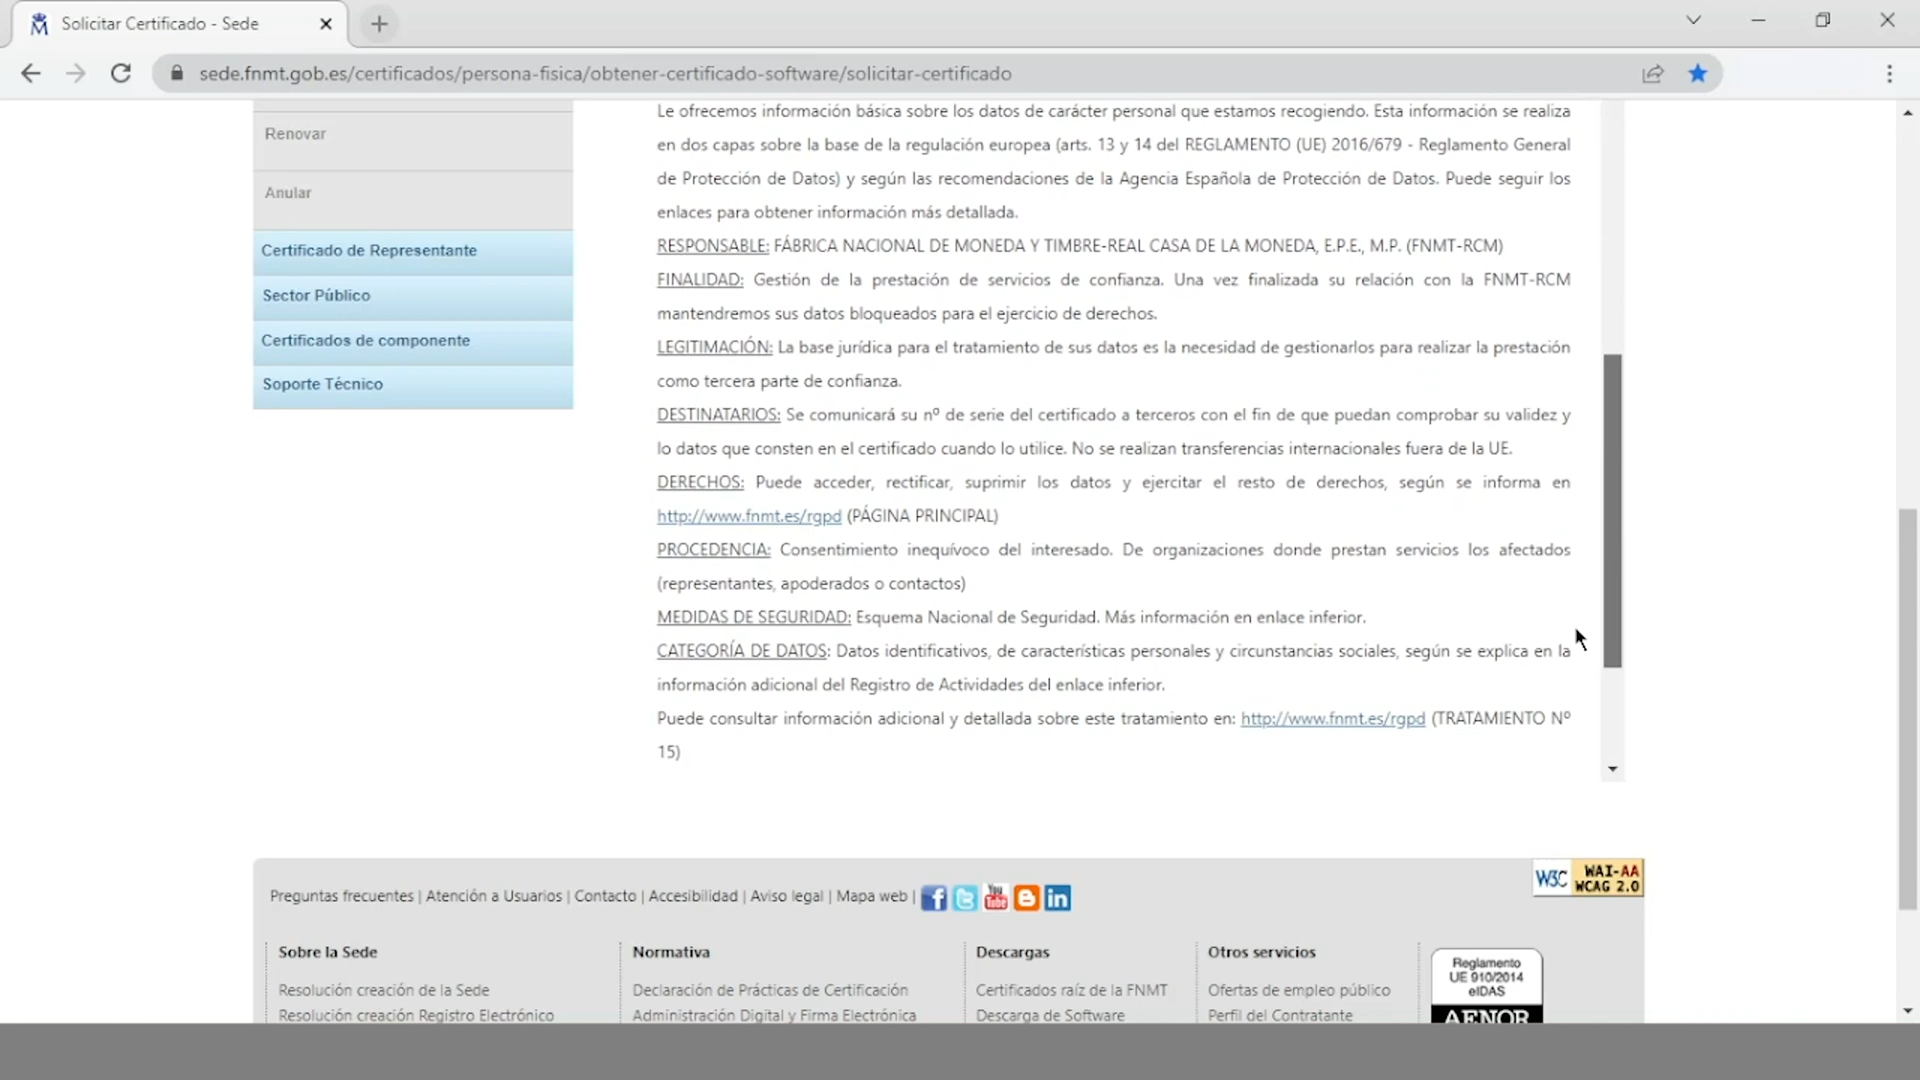 Solicitar Certificado - Sede
sede.fnmt.gob.es/certificados/persona-fisica/obtener-certificado-software/solicitar-certificado
Renovar
Anular
Certificado de Representante
Sector Público
Certificados de componente
Soporte Técnico
Le ofrecemos información básica sobre los datos de carácter personal que estamos recogiendo. Esta información se realiza
en dos capas sobre la base de la regulación europea (arts. 13 y 14 del REGLAMENTO (UE) 2016/679 - Reglamento General
de Protección de Datos) y según las recomendaciones de la Agencia Española de Protección de Datos. Puede seguir los
enlaces para obtener información más detallada.
RESPONSABLE: FÁBRICA NACIONAL DE MONEDA Y TIMBRE-REAL CASA DE LA MONEDA, E.P.E., M.P. (FNMT-RCM)
FINALIDAD: Gestión de la prestación de servicios de confianza. Una vez finalizada su relación con la FNMT-RCM
mantendremos sus datos bloqueados para el ejercicio de derechos.
LEGITIMACIÓN: La base jurídica para el tratamiento de sus datos es la necesidad de gestionarlos para realizar la prestación
como tercera parte de confianza.
DESTINATARIOS: Se comunicará su nº de serie del certificado a terceros con el fin de que puedan comprobar su validez y
lo datos que consten en el certificado cuando lo utilice. No se realizan transferencias internacionales fuera de la UE.
DERECHOS: Puede acceder, rectificar, suprimir los datos y ejercitar el resto de derechos, según se informa en
http://www.fnmt.es/rgpd (PÁGINA PRINCIPAL)
PROCEDENCIA: Consentimiento inequívoco del interesado. De organizaciones donde prestan servicios los afectados
(representantes, apoderados o contactos)
MEDIDAS DE SEGURIDAD: Esquema Nacional de Seguridad. Más información en enlace inferior.
CATEGORÍA DE DATOS: Datos identificativos, de características personales y circunstancias sociales, según se explica en la
información adicional del Registro de Actividades del enlace inferior.
Puede consultar información adicional y detallada sobre este tratamiento en: http://www.fnmt.es/rgpd (TRATAMIENTO Nº
15)
Preguntas frecuentes | Atención a Usuarios | Contacto | Accesibilidad | Aviso legal | Mapa web |
You
Tube
W3C WAI-AA
WCAG 2.0
Sobre la Sede
Resolución creación de la Sede
Resolución creación Registro Electrónico
Normativa
Declaración de Prácticas de Certificación
Administración Digital y Firma Electrónica
Descargas
Certificados raíz de la FNMT
Descarga de Software
Otros servicios
Ofertas de empleo público
Perfil del Contratante
Reglamento
UE 910/2014
eIDAS
AENOR